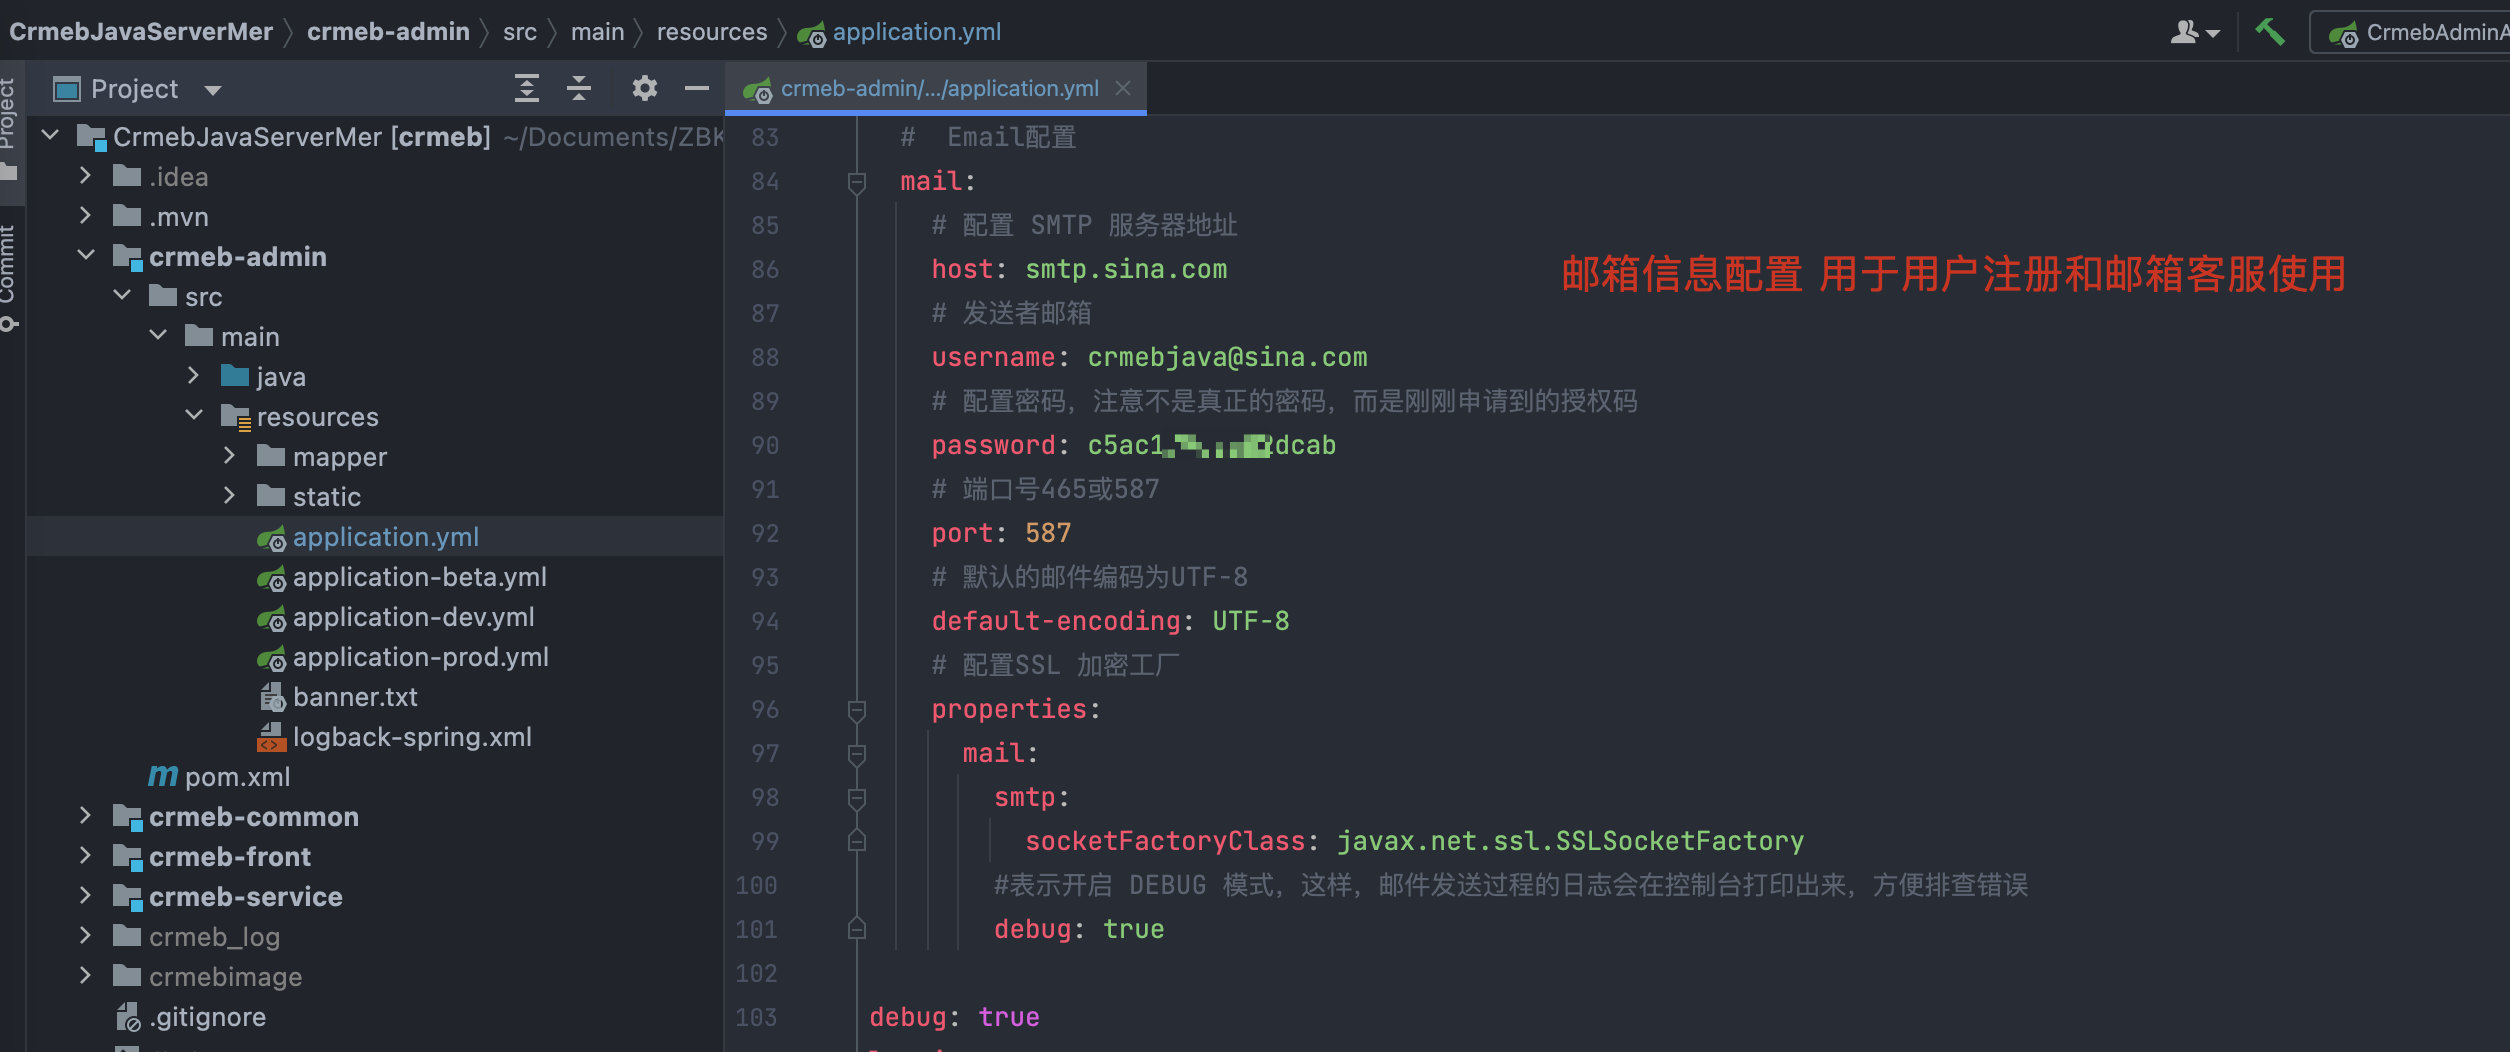 CrmebJavaServerMer crmeb-admin src main resources application.yml CrmebAdminA
Project
Commit
Project
CrmebJavaServerMer [crmeb] ~/Documents/ZBK
.idea
.mvn
crmeb-admin
src
main
java
resources
mapper
static
application.yml
application-beta.yml
application-dev.yml
application-prod.yml
banner.txt
logback-spring.xml
pom.xml
crmeb-common
crmeb-front
crmeb-service
crmeb_log
crmebimage
.gitignore
crmeb-admin/.../application.yml
83 # Email配置
84 mail:
85 # 配置 SMTP 服务器地址
86 host: smtp.sina.com
邮箱信息配置 用于用户注册和邮箱客服使用
87 # 发送者邮箱
88 username: crmebjava@sina.com
89 # 配置密码，注意不是真正的密码，而是刚刚申请到的授权码
90 password: c5ac1 dcab
91 # 端口号465或587
92 port: 587
93 # 默认的邮件编码为UTF-8
94 default-encoding: UTF-8
95 # 配置SSL 加密工厂
96 properties:
97 mail:
98 smtp:
99 socketFactoryClass: javax.net.ssl.SSLSocketFactory
100 #表示开启 DEBUG 模式，这样，邮件发送过程的日志会在控制台打印出来，方便排查错误
101 debug: true
102
103 debug: true